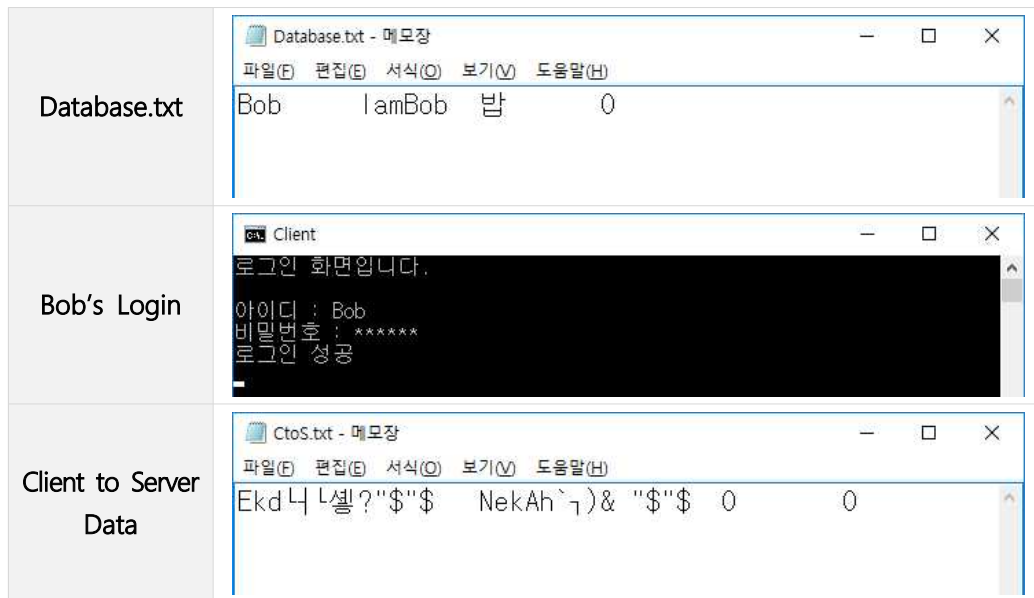 Database.txt
Database.txt - 메모장
파일(F) 편집(E) 서식(O) 보기(V) 도움말(H)
Bob IamBob 밥 0
Bob's Login
Client
로그인 화면입니다.
아이디 : Bob
비밀번호 : ******
로그인 성공
Client to Server
Data
CtoS.txt - 메모장
파일(F) 편집(E) 서식(O) 보기(V) 도움말(H)
Ekd "$"$ NekAh`ㄱ)& "$"$ 0 0